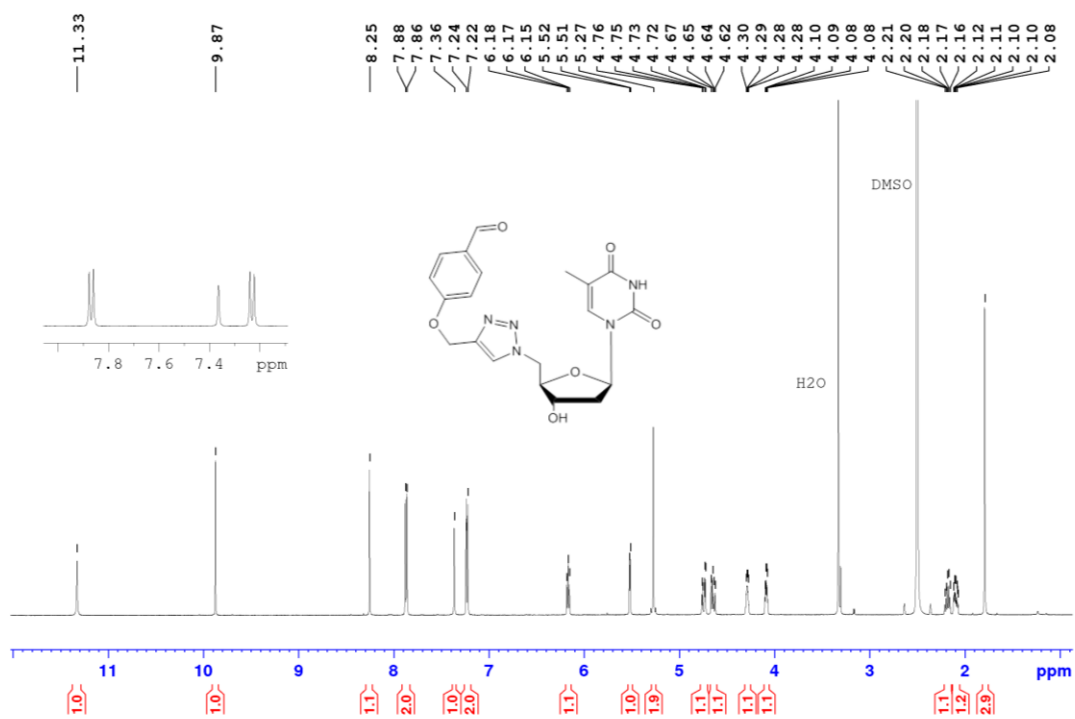 11.33 9.87 8.25 7.88 7.86 7.36 7.24 7.22 6.18 6.17 6.15 5.52 5.51 5.27 4.76 4.75 4.73 4.72 4.67 4.65 4.64 4.62 4.30 4.29 4.28 4.28 4.10 4.09 4.08 4.08 2.21 2.20 2.18 2.17 2.16 2.12 2.11 2.10 2.10 2.08
DMSO
O
O
N N
NH
O
N
N
O
O
OH
H2O
7.8 7.6 7.4 ppm
11 10 9 8 7 6 5 4 3 2 ppm
1.0 1.0 1.1 2.0 1.0 2.0 1.1 1.0 1.9 1.1 1.1 1.1 1.1 1.1 1.2 2.9